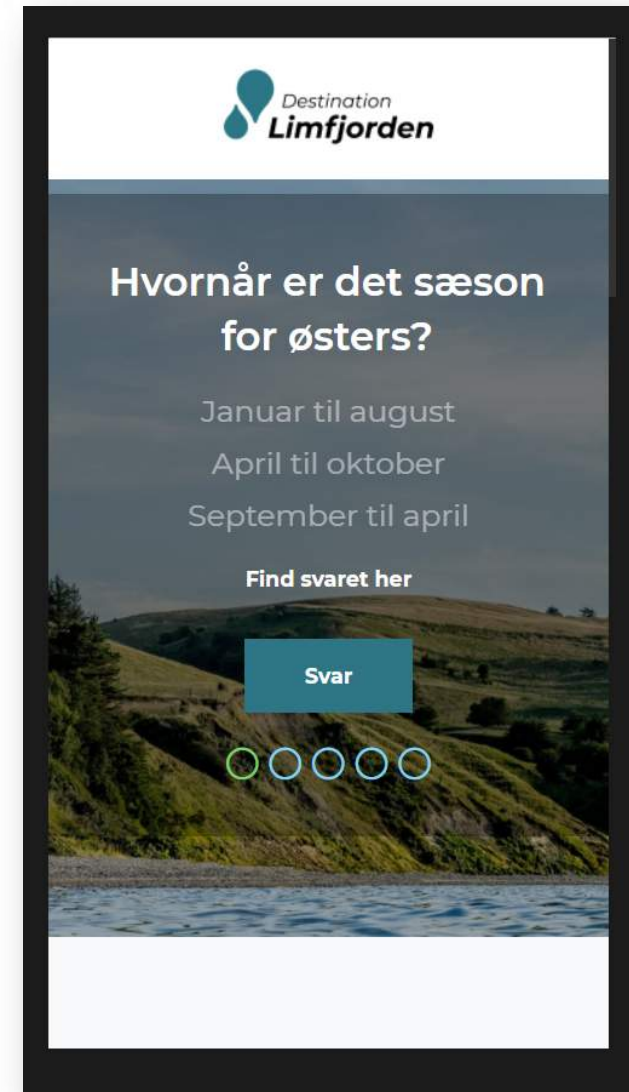 Destination
Limfjorden
Hvornår er det sæson
for østers?
Januar til august
April til oktober
September til april
Find svaret her
Svar